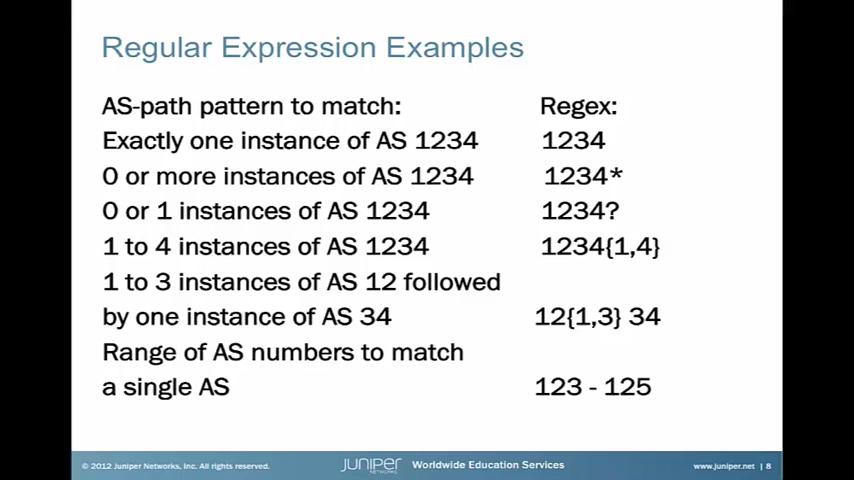 Regular Expression Examples
AS-path pattern to match: Regex:
Exactly one instance of AS 1234 1234
0 or more instances of AS 1234 1234*
0 or 1 instances of AS 1234 1234?
1 to 4 instances of AS 1234 1234{1,4}
1 to 3 instances of AS 12 followed
by one instance of AS 34 12{1,3} 34
Range of AS numbers to match
a single AS 123 - 125
© 2012 Juniper Networks, Inc. All rights reserved. JUNIPER NETWORKS Worldwide Education Services www.juniper.net | 8